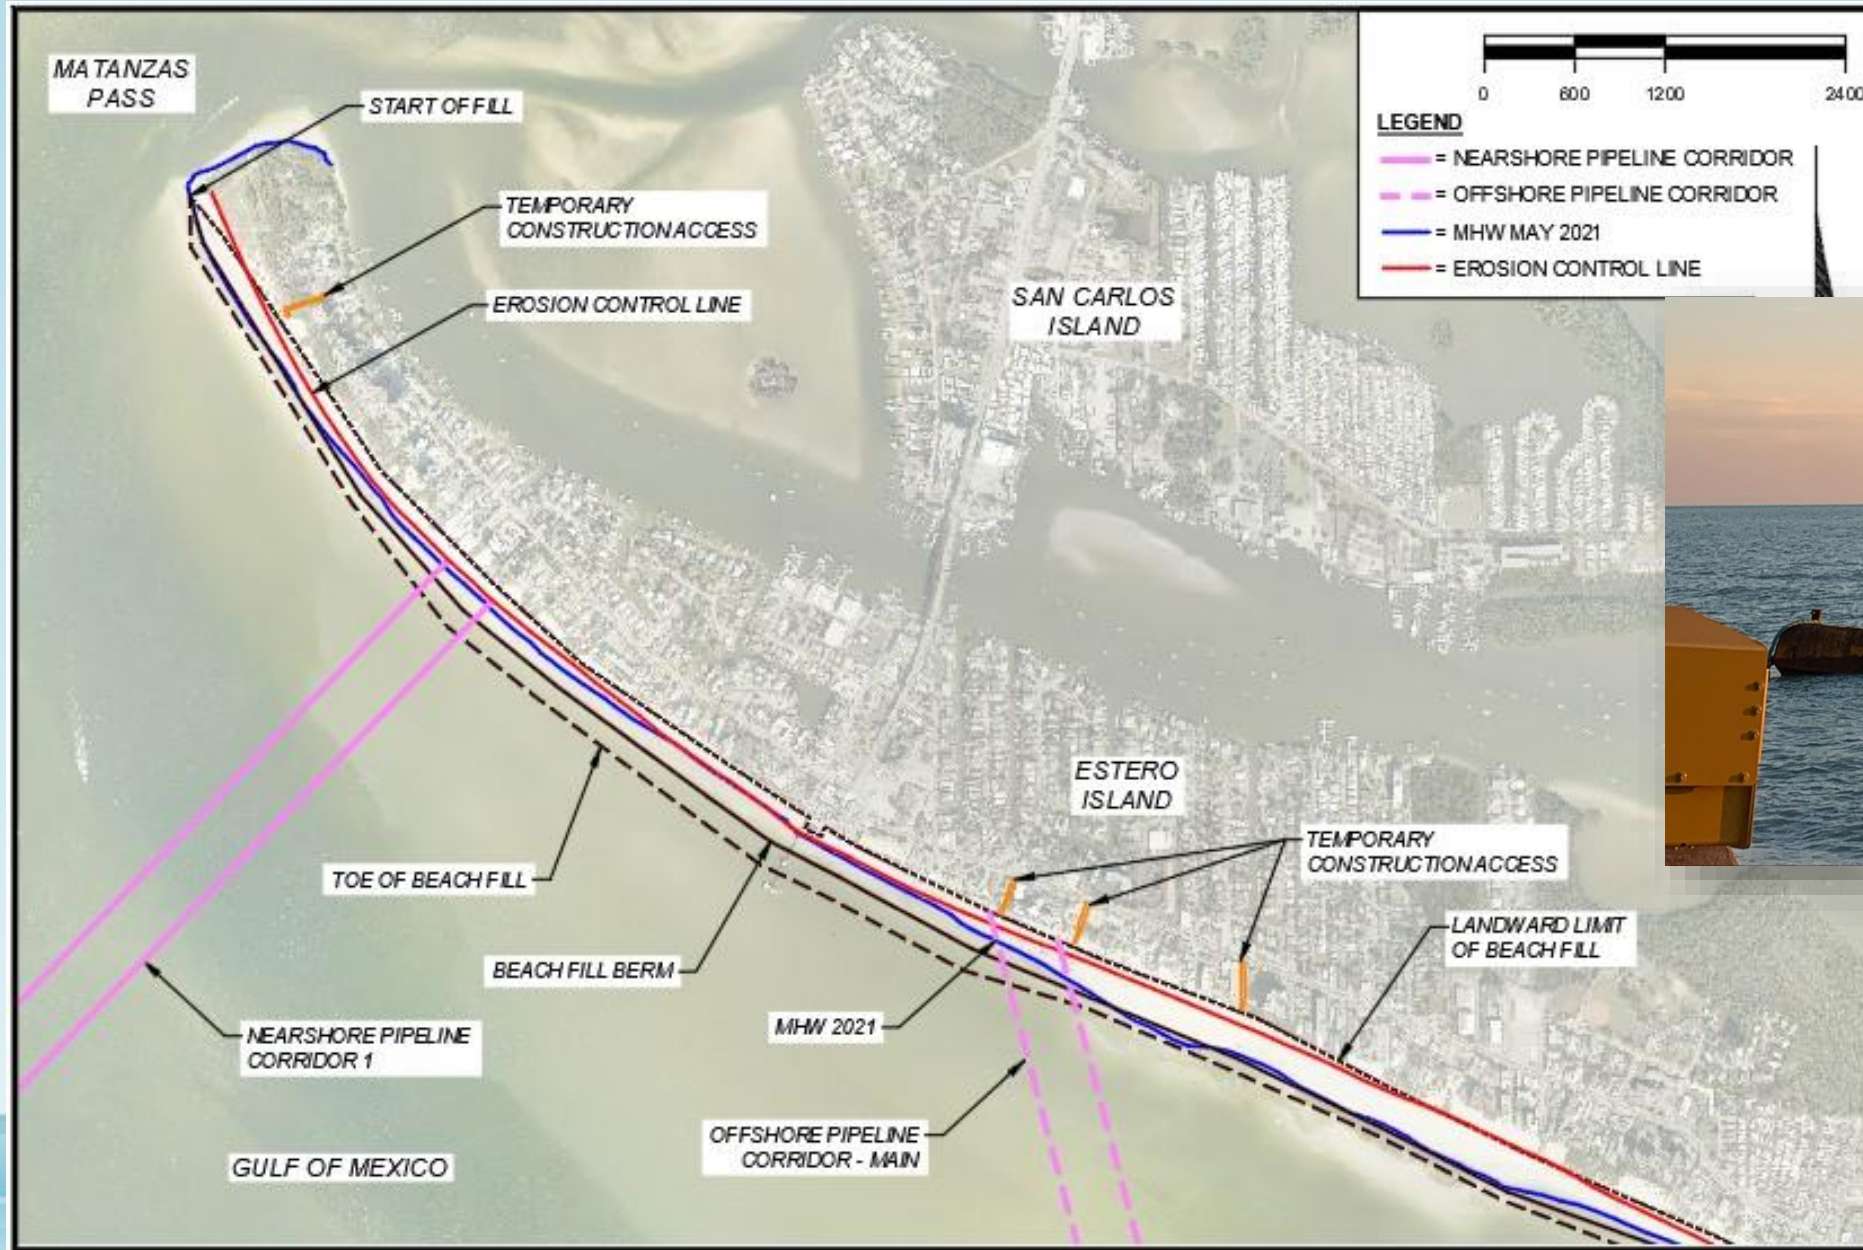 MATANZAS
PASS
START OF FILL
0 600 1200 2400
LEGEND
= NEARSHORE PIPELINE CORRIDOR
= OFFSHORE PIPELINE CORRIDOR
= MHW MAY 2021
= EROSION CONTROL LINE
TEMPORARY
CONSTRUCTION ACCESS
EROSION CONTROL LINE
SAN CARLOS
ISLAND
ESTERO
ISLAND
TEMPORARY
CONSTRUCTION ACCESS
TOE OF BEACH FILL
LANDWARD LIMIT
OF BEACH FILL
BEACH FILL BERM
MHW 2021
NEARSHORE PIPELINE
CORRIDOR 1
OFFSHORE PIPELINE
CORRIDOR - MAIN
GULF OF MEXICO